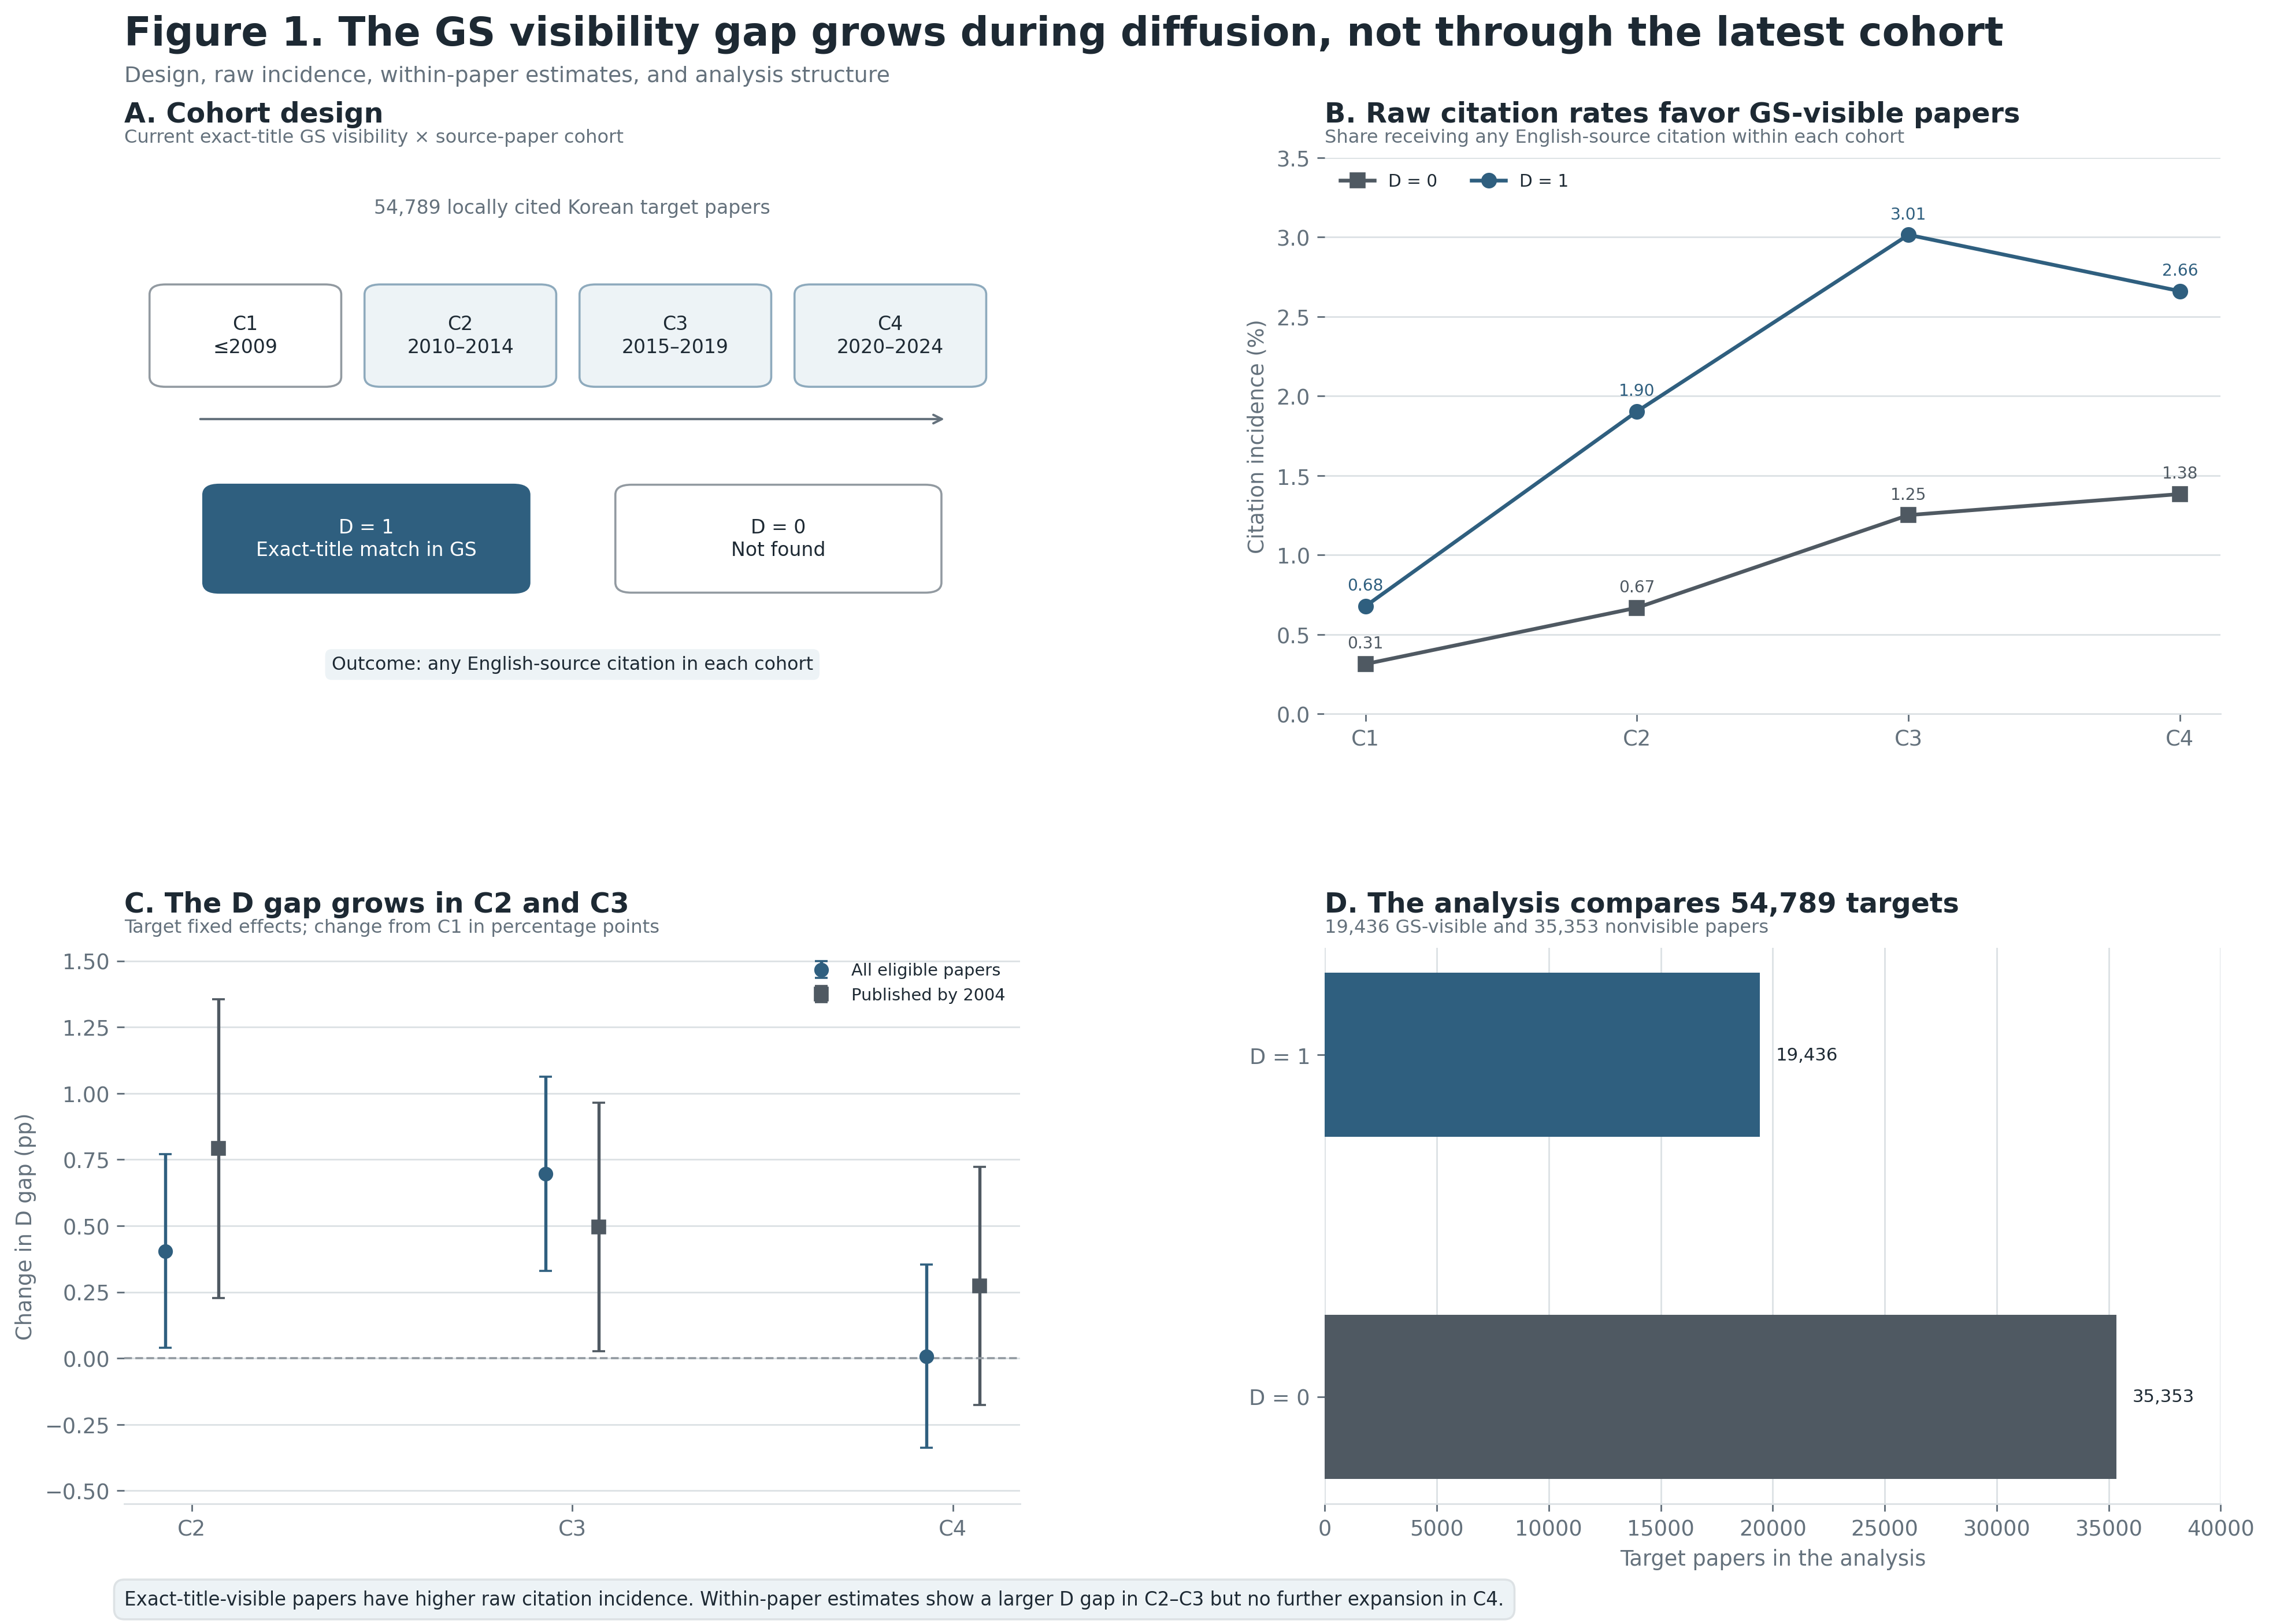 Figure 1. The GS visibility gap grows during diffusion, not through the latest cohort
Design, raw incidence, within-paper estimates, and analysis structure
A. Cohort design
Current exact-title GS visibility × source-paper cohort
54,789 locally cited Korean target papers
C1
≤2009
C2
2010–2014
C3
2015–2019
C4
2020–2024
D = 1
Exact-title match in GS
D = 0
Not found
Outcome: any English-source citation in each cohort
B. Raw citation rates favor GS-visible papers
Share receiving any English-source citation within each cohort
D = 0
D = 1
Citation incidence (%)
3.5
3.0
2.5
2.0
1.5
1.0
0.5
0.0
0.68
1.90
3.01
2.66
0.31
0.67
1.25
1.38
C1
C2
C3
C4
C. The D gap grows in C2 and C3
Target fixed effects; change from C1 in percentage points
All eligible papers
Published by 2004
Change in D gap (pp)
1.50
1.25
1.00
0.75
0.50
0.25
0.00
−0.25
−0.50
C2
C3
C4
D. The analysis compares 54,789 targets
19,436 GS-visible and 35,353 nonvisible papers
D = 1
19,436
D = 0
35,353
0
5000
10000
15000
20000
25000
30000
35000
40000
Target papers in the analysis
Exact-title-visible papers have higher raw citation incidence. Within-paper estimates show a larger D gap in C2–C3 but no further expansion in C4.